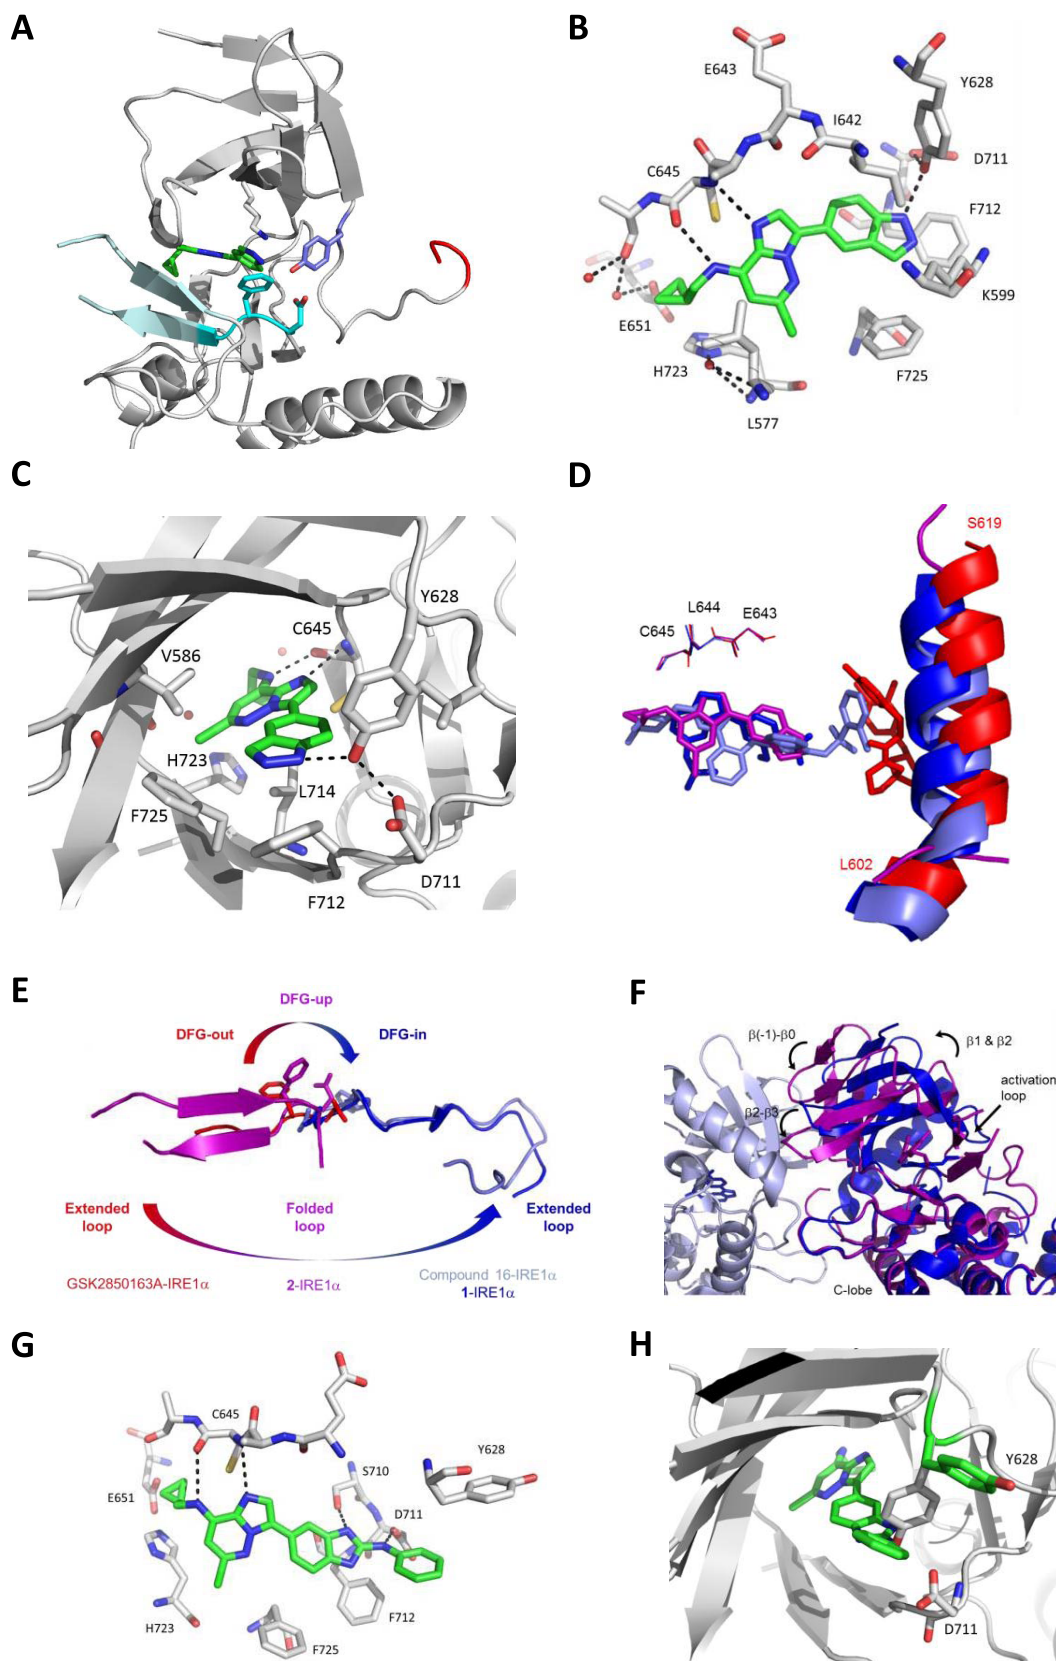 A
B
E643
Y628
I642
D711
C645
F712
K599
E651
H723
F725
L577
C
D
S619
Y628
L644
E643
C645
C645
V586
H723
L714
F725
L602
D711
F712
E
F
DFG-up
DFG-out
DFG-in
β(-1)-β0
β1 & β2
activation
loop
β2-β3
Extended
loop
Folded
loop
Extended
loop
GSK2850163A-IRE1α
2-IRE1α
Compound 16-IRE1α
1-IRE1α
C-lobe
G
H
C645
Y628
S710
Y628
E651
D711
H723
F712
F725
D711